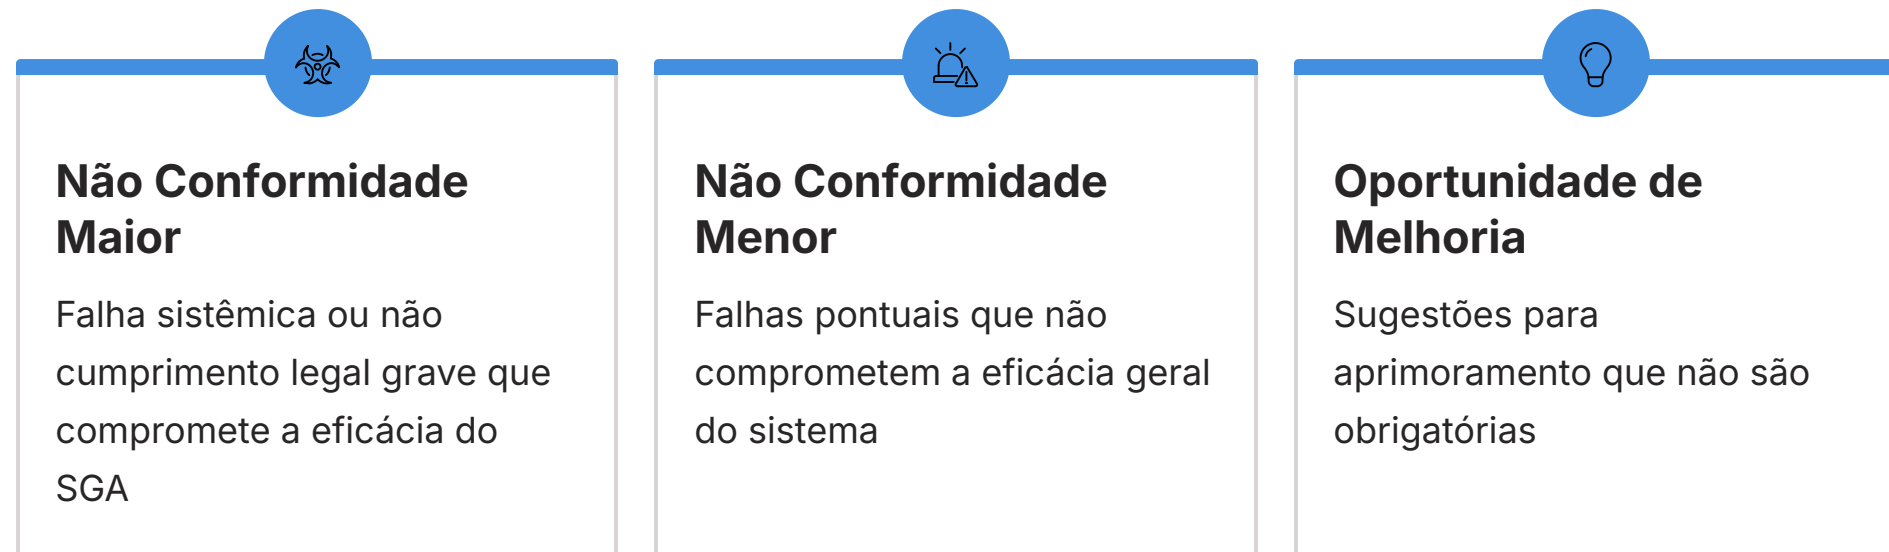 Não Conformidade
Maior
Falha sistêmica ou não
cumprimento legal grave que
compromete a eficácia do
SGA
Não Conformidade
Menor
Falhas pontuais que não
comprometem a eficácia geral
do sistema
Oportunidade de
Melhoria
Sugestões para
aprimoramento que não são
obrigatórias